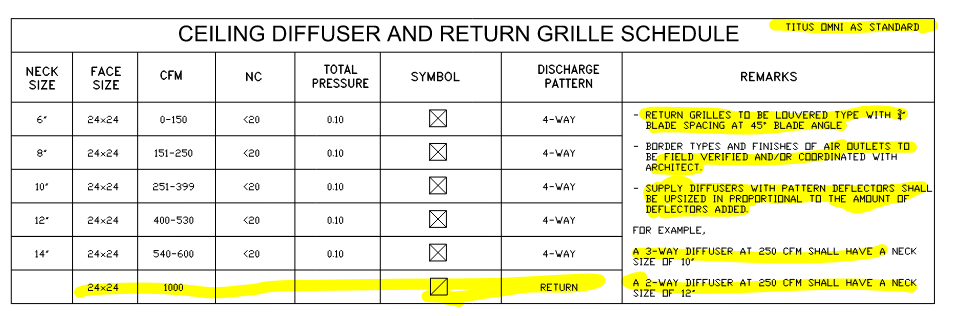 CEILING DIFFUSER AND RETURN GRILLE SCHEDULE
TITUS OMNI AS STANDARD
NECK SIZE FACE SIZE CFM NC TOTAL PRESSURE SYMBOL DISCHARGE PATTERN REMARKS
6" 24x24 0-150 <20 0.10 4-WAY
8" 24x24 151-250 <20 0.10 4-WAY
10" 24x24 251-399 <20 0.10 4-WAY
12" 24x24 400-530 <20 0.10 4-WAY
14" 24x24 540-600 <20 0.10 4-WAY
24x24 1000 RETURN
- RETURN GRILLES TO BE LOUVERED TYPE WITH
BLADE SPACING AT 45° BLADE ANGLE
- BORDER TYPES AND FINISHES OF AIR OUTLETS TO
BE FIELD VERIFIED AND/OR COORDINATED WITH
ARCHITECT.
- SUPPLY DIFFUSERS WITH PATTERN DEFLECTORS SHALL
BE UPSIZED IN PROPORTIONAL TO THE AMOUNT OF
DEFLECTORS ADDED.
FOR EXAMPLE,
A 3-WAY DIFFUSER AT 250 CFM SHALL HAVE A NECK
SIZE OF 10"
A 2-WAY DIFFUSER AT 250 CFM SHALL HAVE A NECK
SIZE OF 12"